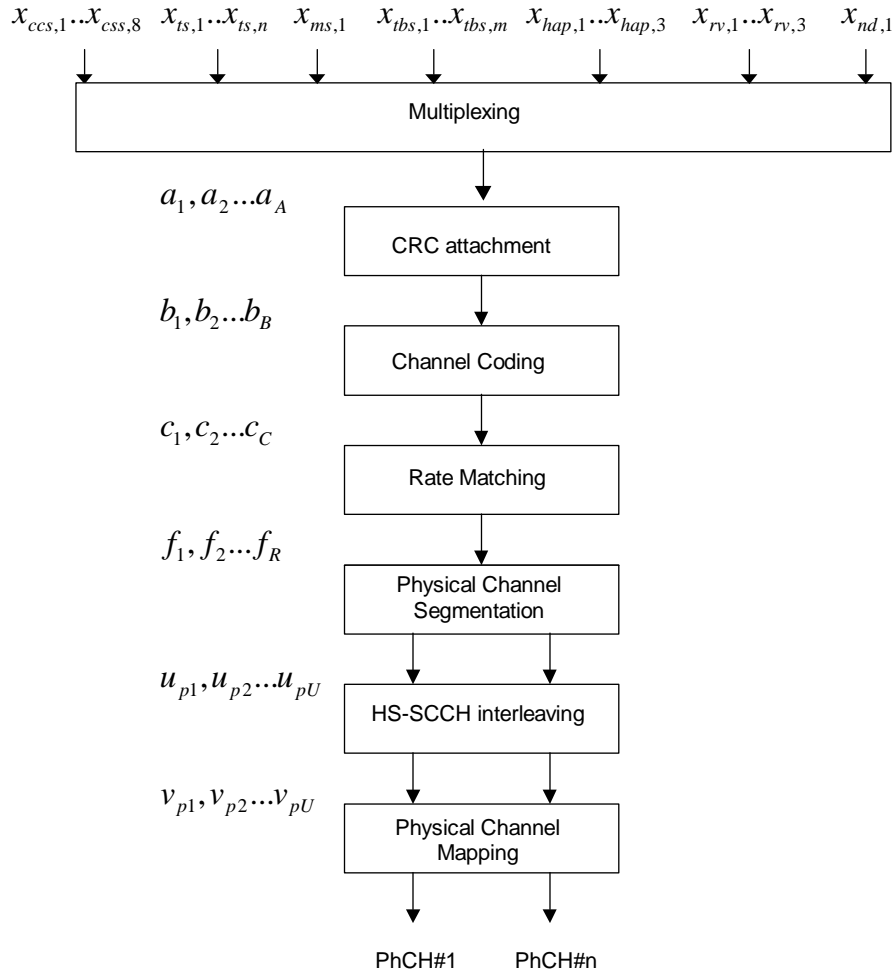 x_{ccs,1}..x_{css,8} x_{ts,1}..x_{ts,n} x_{ms,1} x_{tbs,1}..x_{tbs,m} x_{hap,1}..x_{hap,3} x_{rv,1}..x_{rv,3} x_{nd,1}
Multiplexing
a_1, a_2...a_A
CRC attachment
b_1, b_2...b_B
Channel Coding
c_1, c_2...c_C
Rate Matching
f_1, f_2...f_R
Physical Channel
Segmentation
u_{p1}, u_{p2}...u_{pU}
HS-SCCH interleaving
v_{p1}, v_{p2}...v_{pU}
Physical Channel
Mapping
PhCH#1 PhCH#n